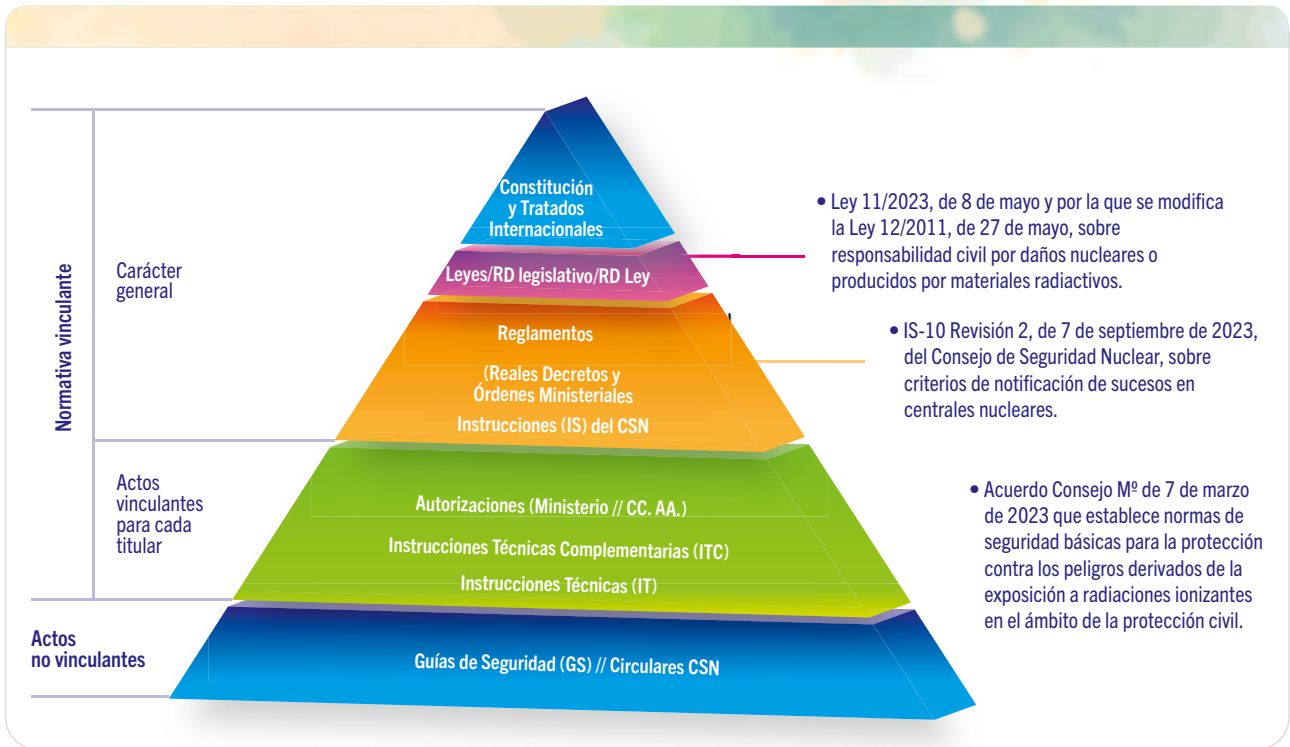 Normativa vinculante
Carácter
general
Actos
vinculantes
para cada
titular
Actos
no vinculantes
Constitución
y Tratados
Internacionales
Leyes/RD legislativo/RD Ley
Reglamentos
(Reales Decretos y
Órdenes Ministeriales
Instrucciones (IS) del CSN
Autorizaciones (Ministerio // CC. AA.)
Instrucciones Técnicas Complementarias (ITC)
Instrucciones Técnicas (IT)
Guías de Seguridad (GS) // Circulares CSN
• Ley 11/2023, de 8 de mayo y por la que se modifica
la Ley 12/2011, de 27 de mayo, sobre
responsabilidad civil por daños nucleares o
producidos por materiales radiactivos.
• IS-10 Revisión 2, de 7 de septiembre de 2023,
del Consejo de Seguridad Nuclear, sobre
criterios de notificación de sucesos en
centrales nucleares.
• Acuerdo Consejo Mº de 7 de marzo
de 2023 que establece normas de
seguridad básicas para la protección
contra los peligros derivados de la
exposición a radiaciones ionizantes
en el ámbito de la protección civil.